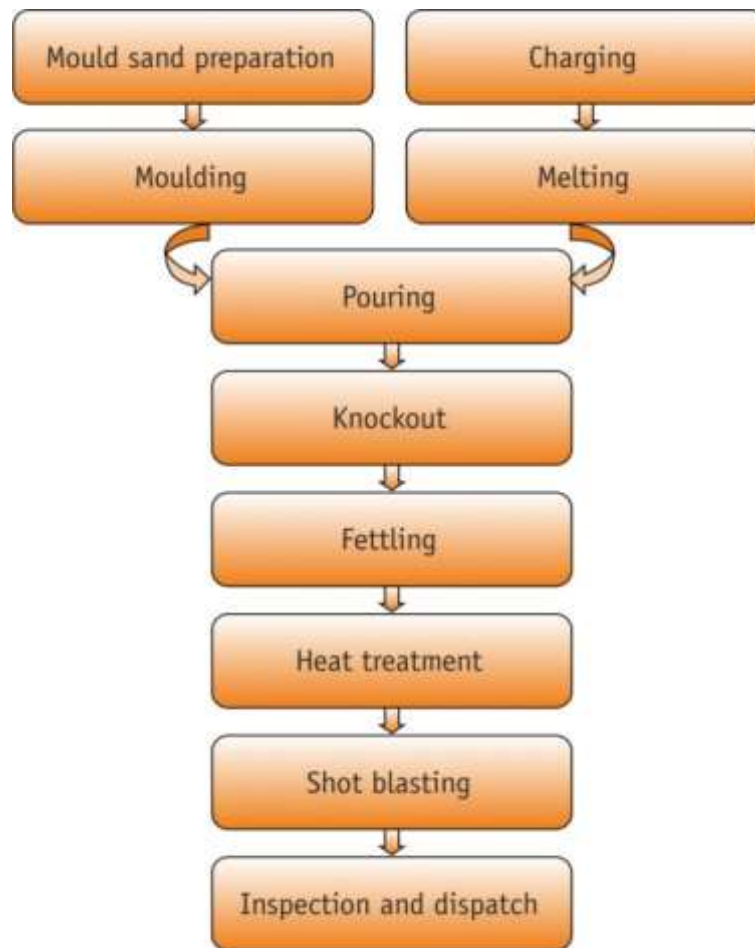 Mould sand preparation
Charging
Moulding
Melting
Pouring
Knockout
Fettling
Heat treatment
Shot blasting
Inspection and dispatch